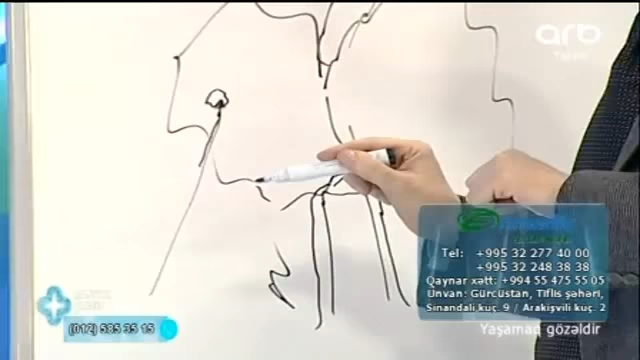 arb
Tel: +995 32 277 40 00
+995 32 248 38 38
Qaynar xətt: +994 55 475 55 05
Ünvan: Gürcüstan, Tiflis şəhəri,
Sinandali küç. 9 / Arakişvili küç. 2
(012) 585 35 15
Yaşamaq gözəldir